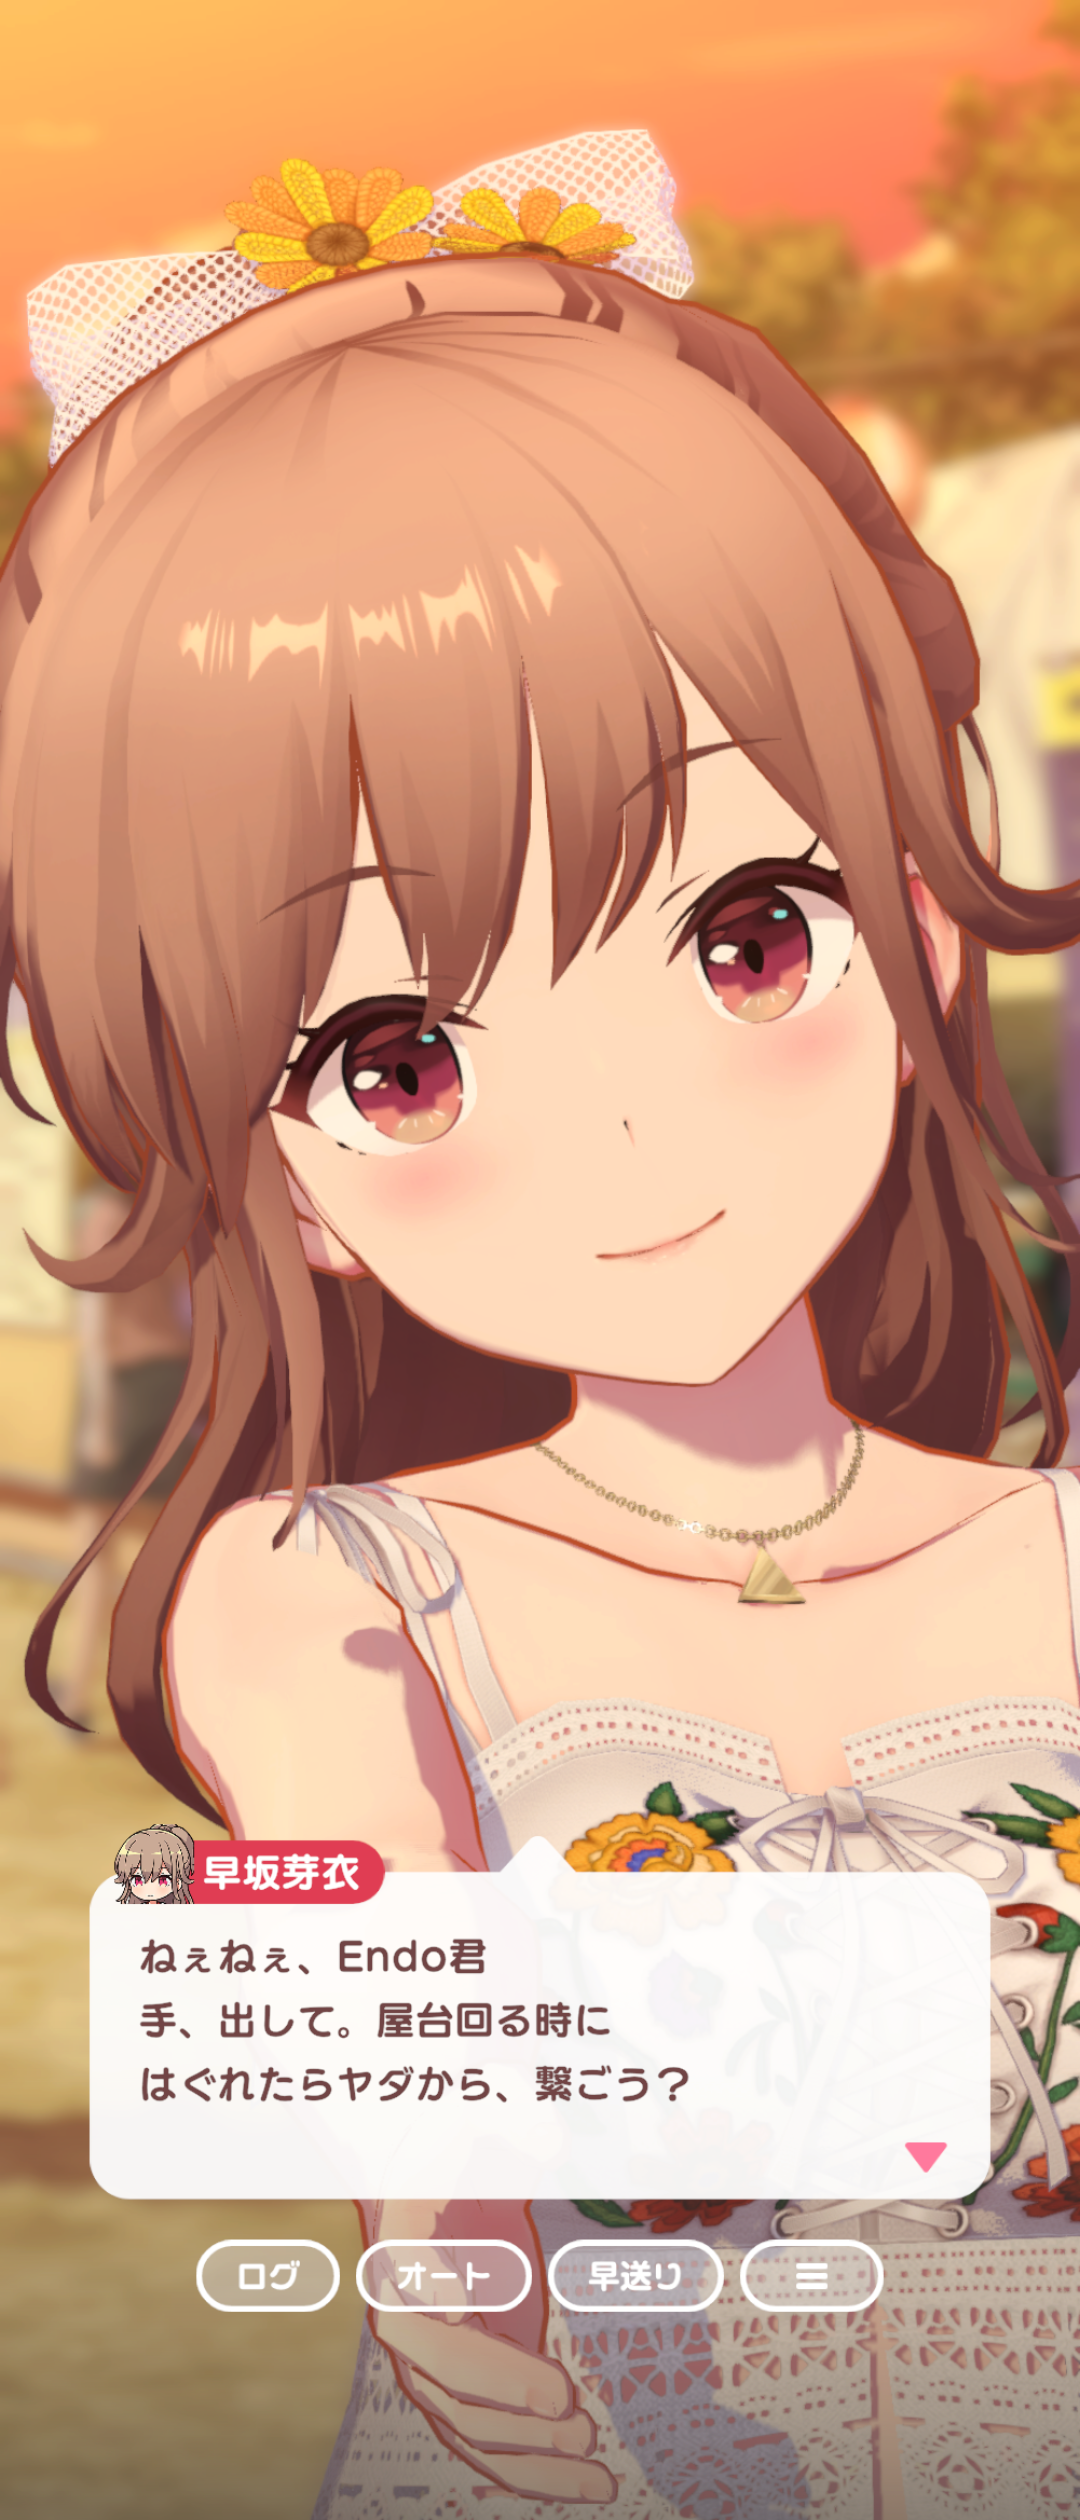 早坂芽衣
ねぇねぇ、Endo君
手、出して。屋台回る時に
はぐれたらヤダから、繋ごう？
ログ
オート
早送り